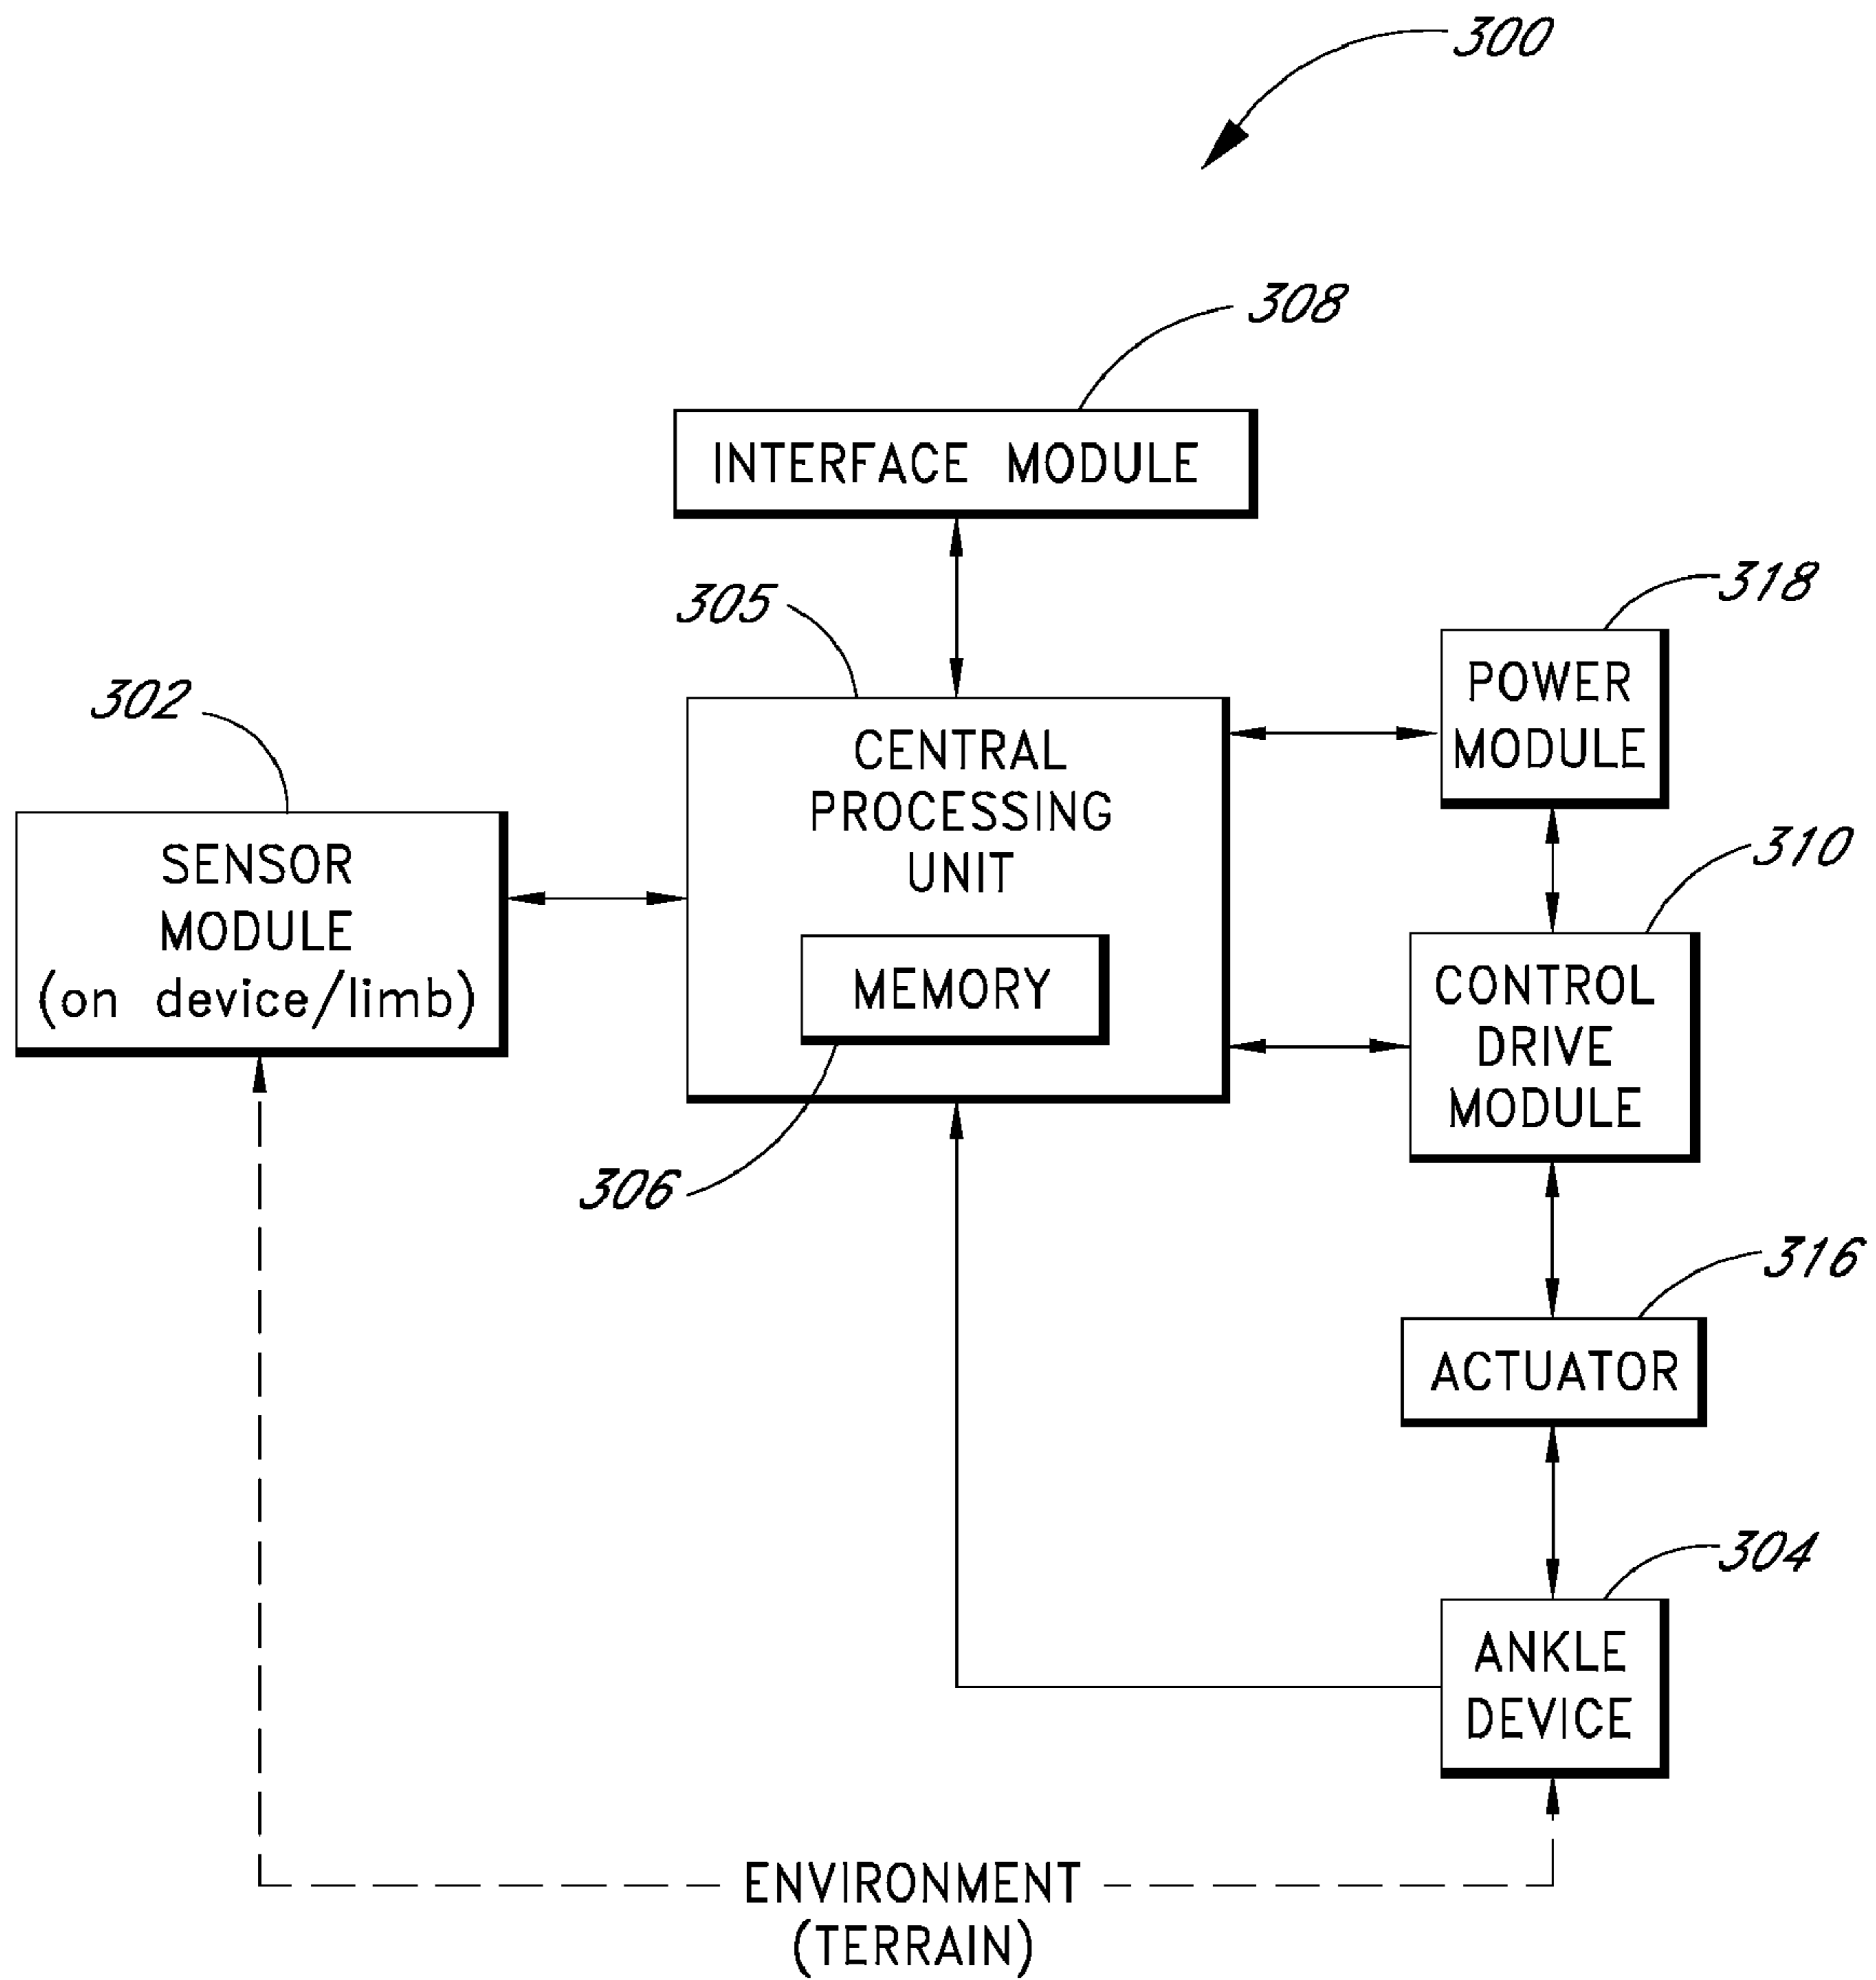 300
308
INTERFACE MODULE
305
318
POWER
MODULE
302
CENTRAL
PROCESSING
UNIT
SENSOR
MODULE
(on device/limb)
310
MEMORY
CONTROL
DRIVE
MODULE
306
316
ACTUATOR
304
ANKLE
DEVICE
ENVIRONMENT
(TERRAIN)